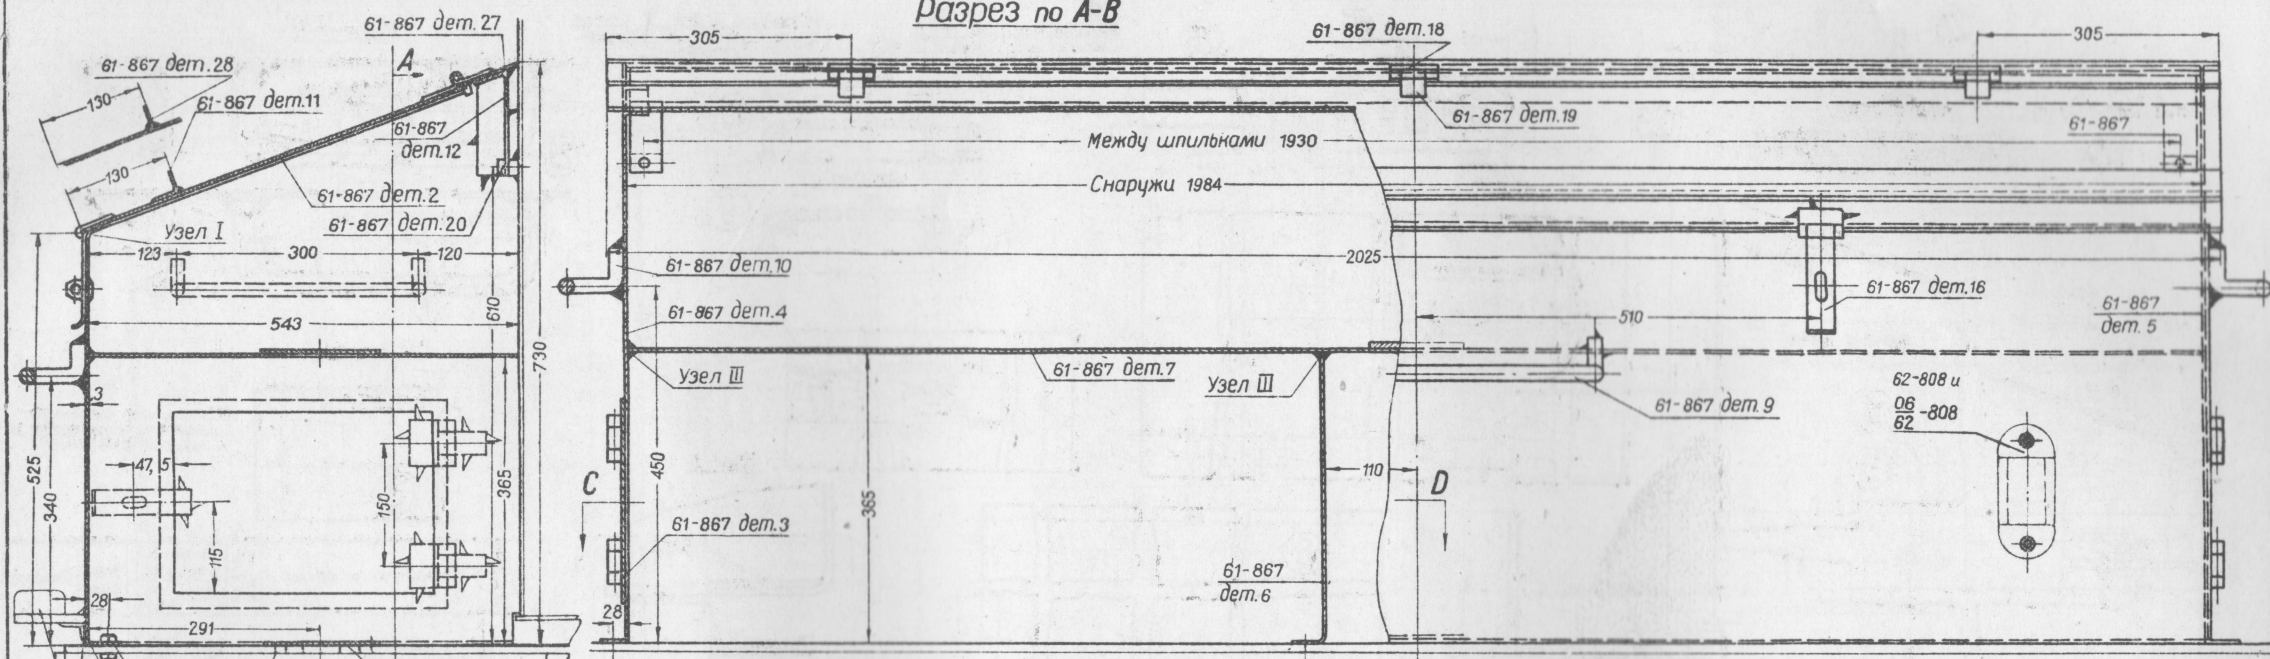 Разрез по А-В
61-867 дет.27
А
61-867 дет.28
130
61-867 дет.11
130
61-867
дет.12
61-867 дет.2
61-867 дет.20
Узел I
123
300
120
543
610
730
3
525
340
47,5
150
365
115
28
291
305
61-867 дет.18
305
61-867 дет.19
61-867
Между шпильками 1930
Снаружи 1984
2025
61-867 дет.10
61-867 дет.4
61-867 дет.16
61-867
дет.5
510
Узел III
61-867 дет.7
Узел III
61-867 дет.9
62-808 и
06
62
-808
450
365
110
С
D
61-867 дет.3
61-867
дет.6
28